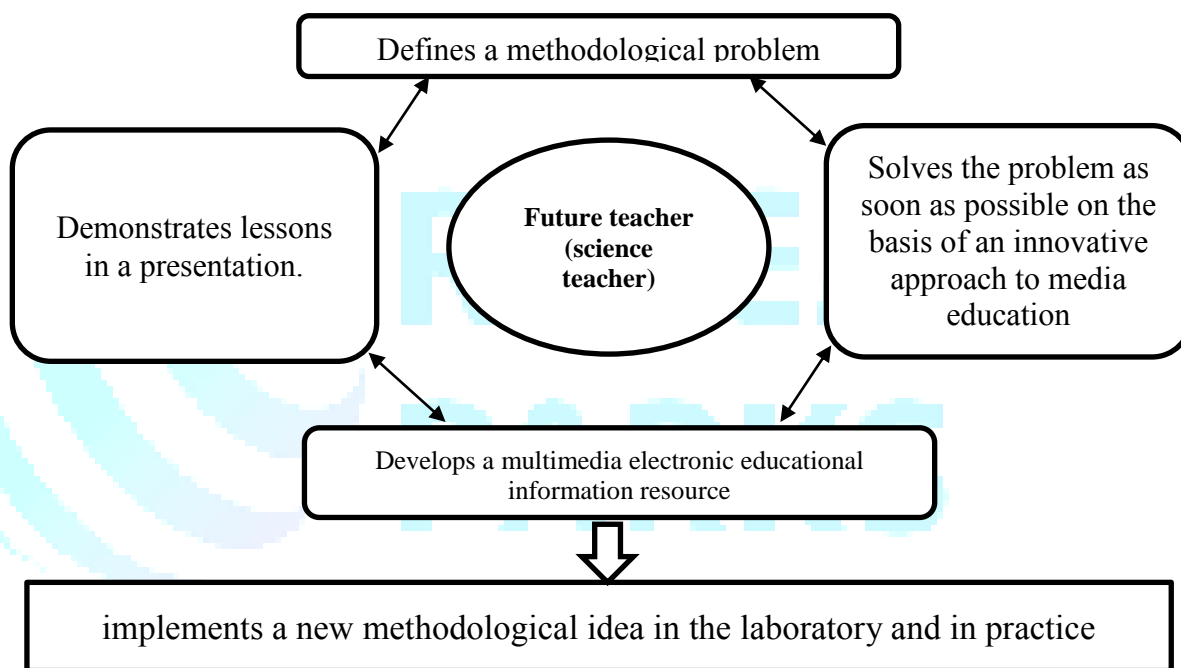 Defines a methodological problem
Demonstrates lessons
in a presentation.
Future teacher
(science
teacher)
Solves the problem as
soon as possible on the
basis of an innovative
approach to media
education
Develops a multimedia electronic educational
information resource
implements a new methodological idea in the laboratory and in practice